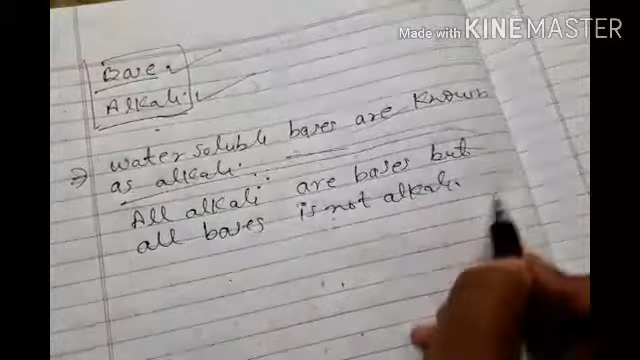 Made with KINEMASTER
Base
Alkali
⇒ water soluble bases are known
as alkali.
All alkali are bases but
all bases is not alkali.